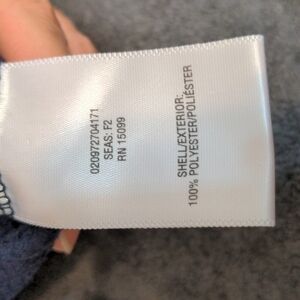 020972704171
SEAS: F2
RN 15099
SHELL/EXTERIOR:
100% POLYESTER/POLIÉSTER